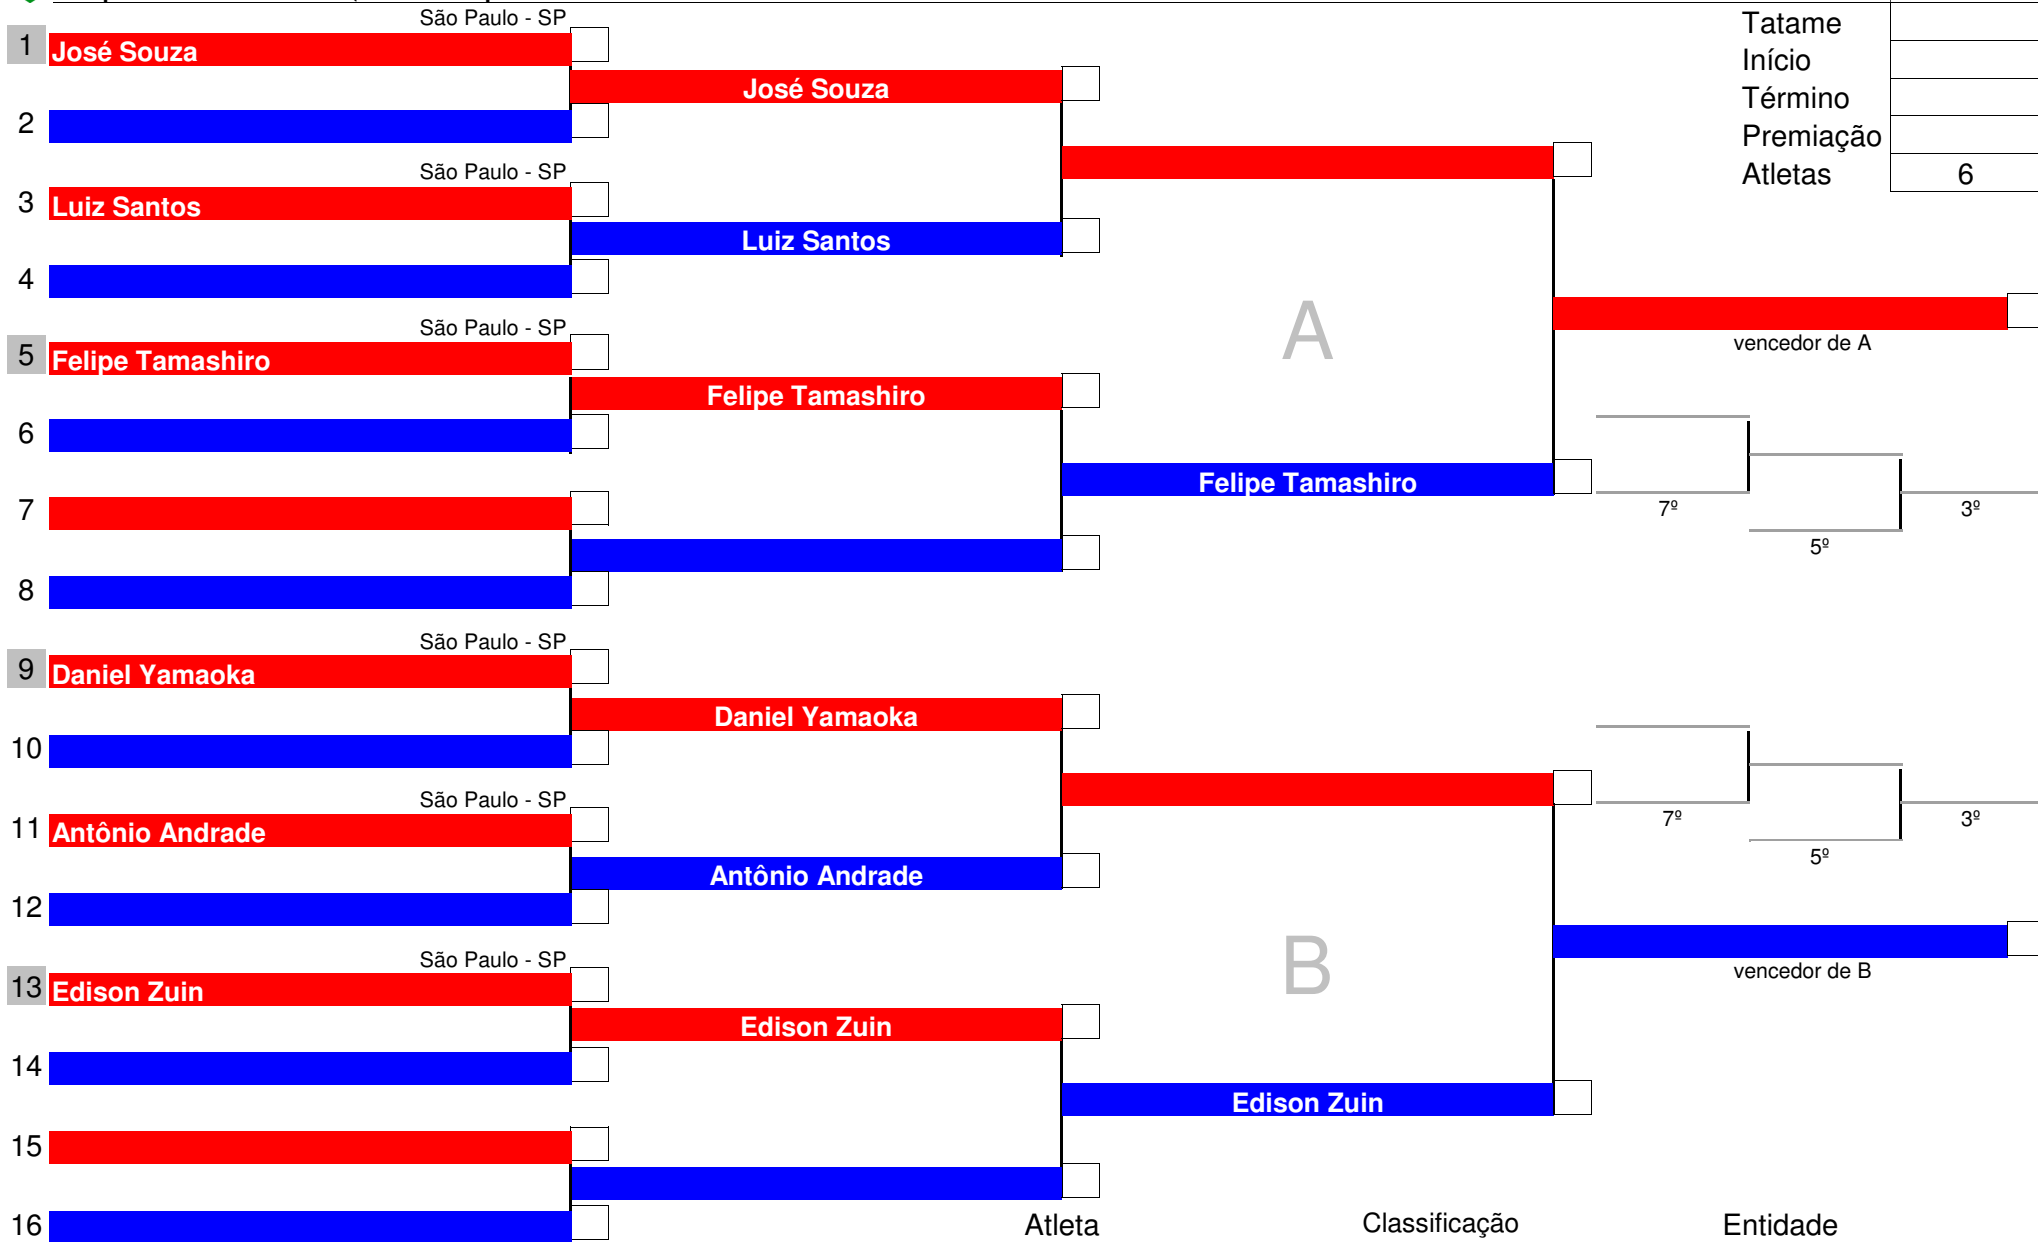 São Paulo - SP
Tatame
1 José Souza
Início
José Souza
Término
2
Premiação
São Paulo - SP
Atletas 6
3 Luiz Santos
Luiz Santos
4
São Paulo - SP
A
vencedor de A
5 Felipe Tamashiro
Felipe Tamashiro
6
Felipe Tamashiro
7
7º 3º
5º
8
São Paulo - SP
9 Daniel Yamaoka
Daniel Yamaoka
10
São Paulo - SP
7º 3º
11 Antônio Andrade
5º
Antônio Andrade
12
São Paulo - SP
B
vencedor de B
13 Edison Zuin
Edison Zuin
14
Edison Zuin
15
16
Atleta Classificação Entidade